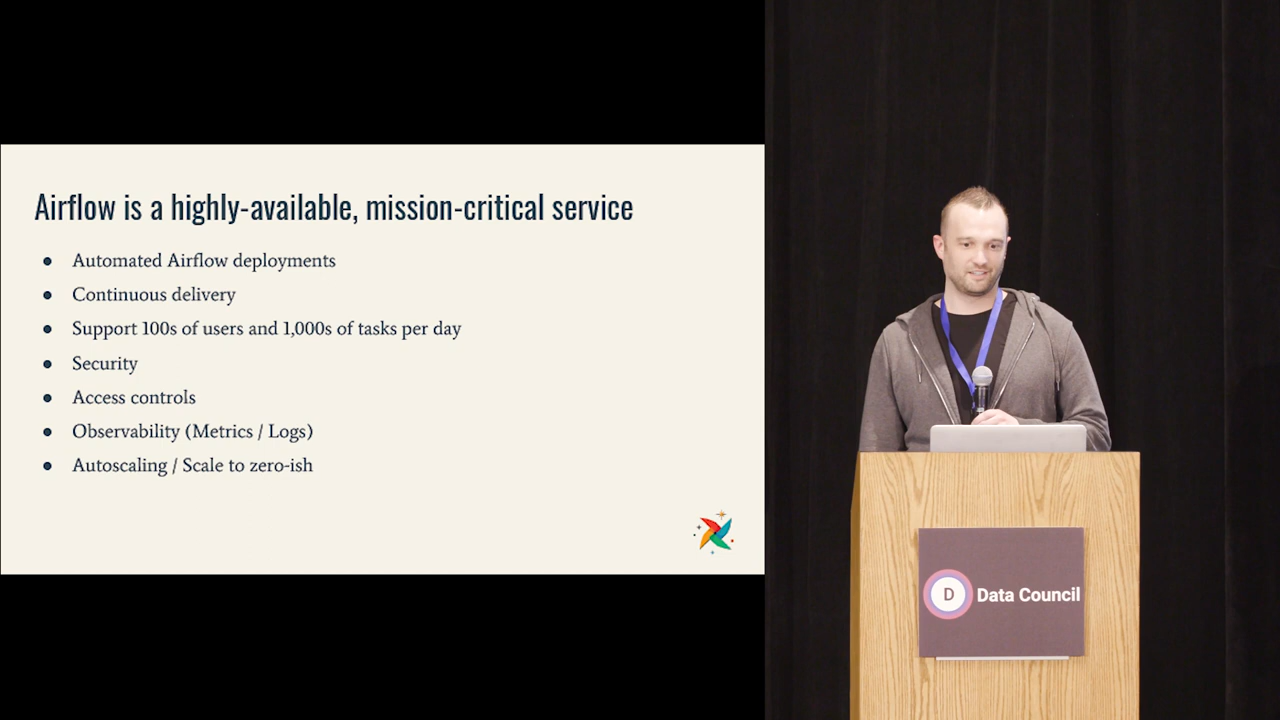 Airflow is a highly-available, mission-critical service
Automated Airflow deployments
Continuous delivery
Support 100s of users and 1,000s of tasks per day
Security
Access controls
Observability (Metrics / Logs)
Autoscaling / Scale to zero-ish
D Data Council